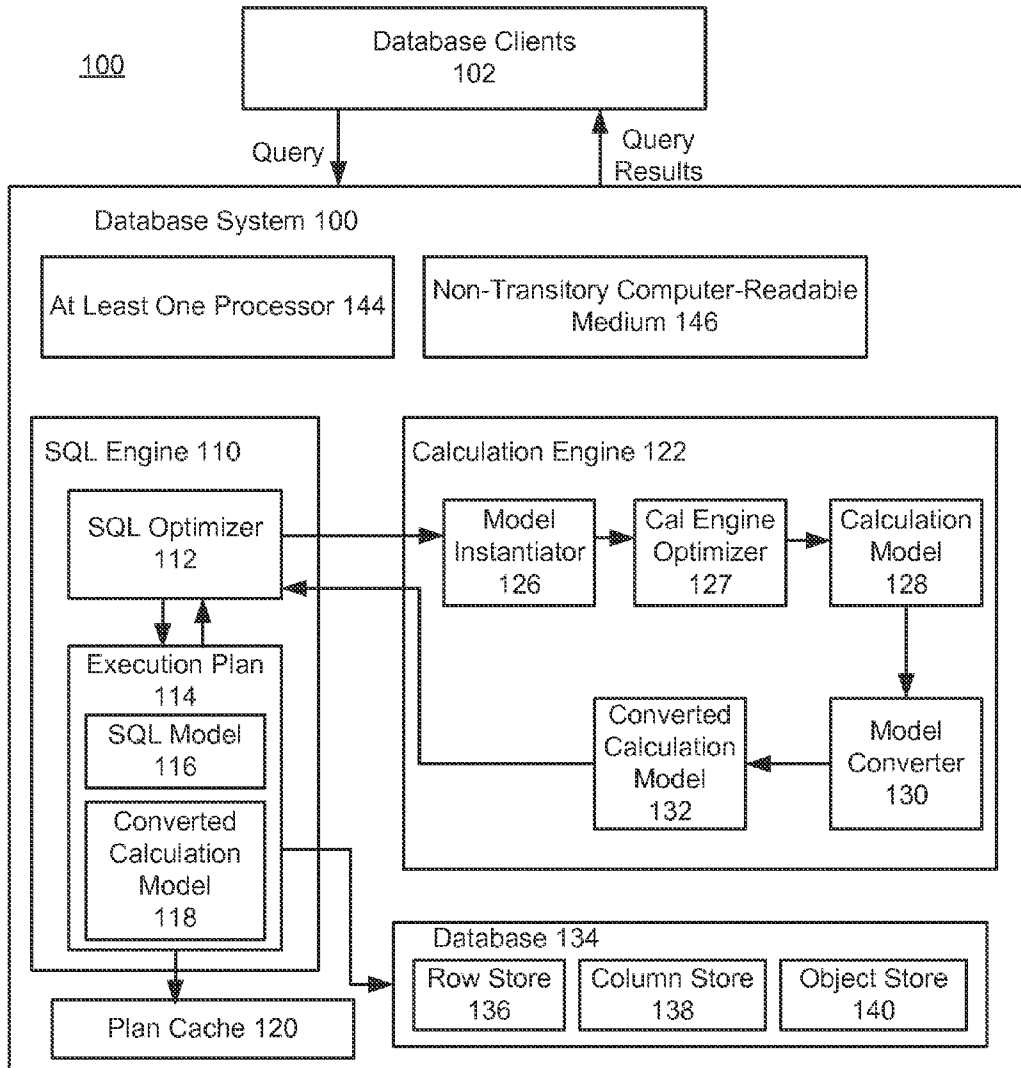 100
Database Clients
102
Query
Query
Results
Database System 100
At Least One Processor 144
Non-Transitory Computer-Readable
Medium 146
SQL Engine 110
SQL Optimizer
112
Execution Plan
114
SQL Model
116
Converted
Calculation
Model
118
Plan Cache 120
Calculation Engine 122
Model
Instantiator
126
Cal Engine
Optimizer
127
Calculation
Model
128
Converted
Calculation
Model
132
Model
Converter
130
Database 134
Row Store
136
Column Store
138
Object Store
140